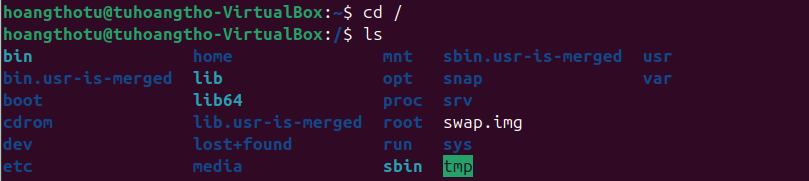 hoangthotu@tuhoangtho-VirtualBox:~$ cd /
hoangthotu@tuhoangtho-VirtualBox:/$ ls
bin home mnt sbin.usr-is-merged usr
bin.usr-is-merged lib opt snap var
boot lib64 proc srv
cdrom lib.usr-is-merged root swap.img
dev lost+found run sys
etc media sbin tmp